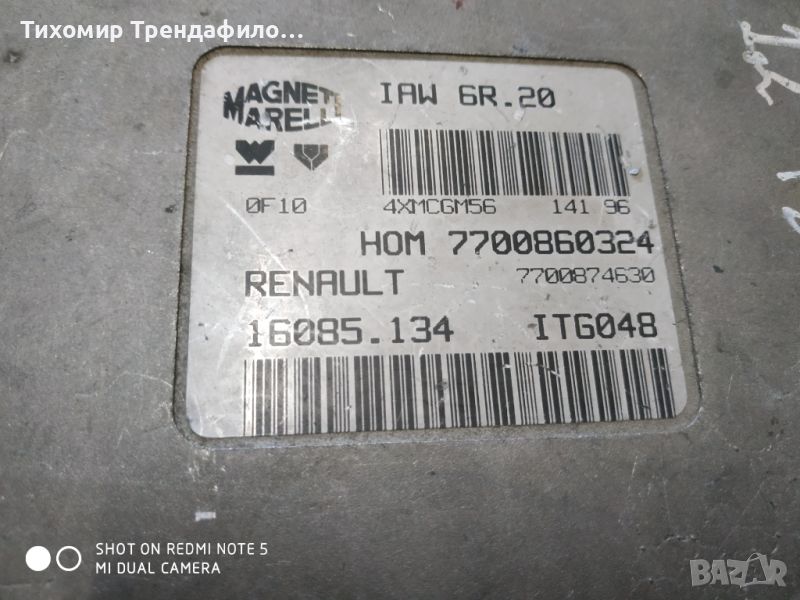 Тихомир Трендафило...
MAGNETI MARELLI
IAW 6R.20
0F10
4XMCGM56 141 96
HOM 7700860324
RENAULT 7700874630
16085.134 ITG048
SHOT ON REDMI NOTE 5
MI DUAL CAMERA
BAZAR